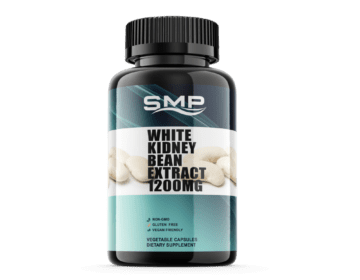 SMP
WHITE
KIDNEY
BEAN
EXTRACT
1200MG
NON-GMO
GLUTEN- FREE
VEGAN FRIENDLY
VEGETABLE CAPSULES
DIETARY SUPPLEMENT